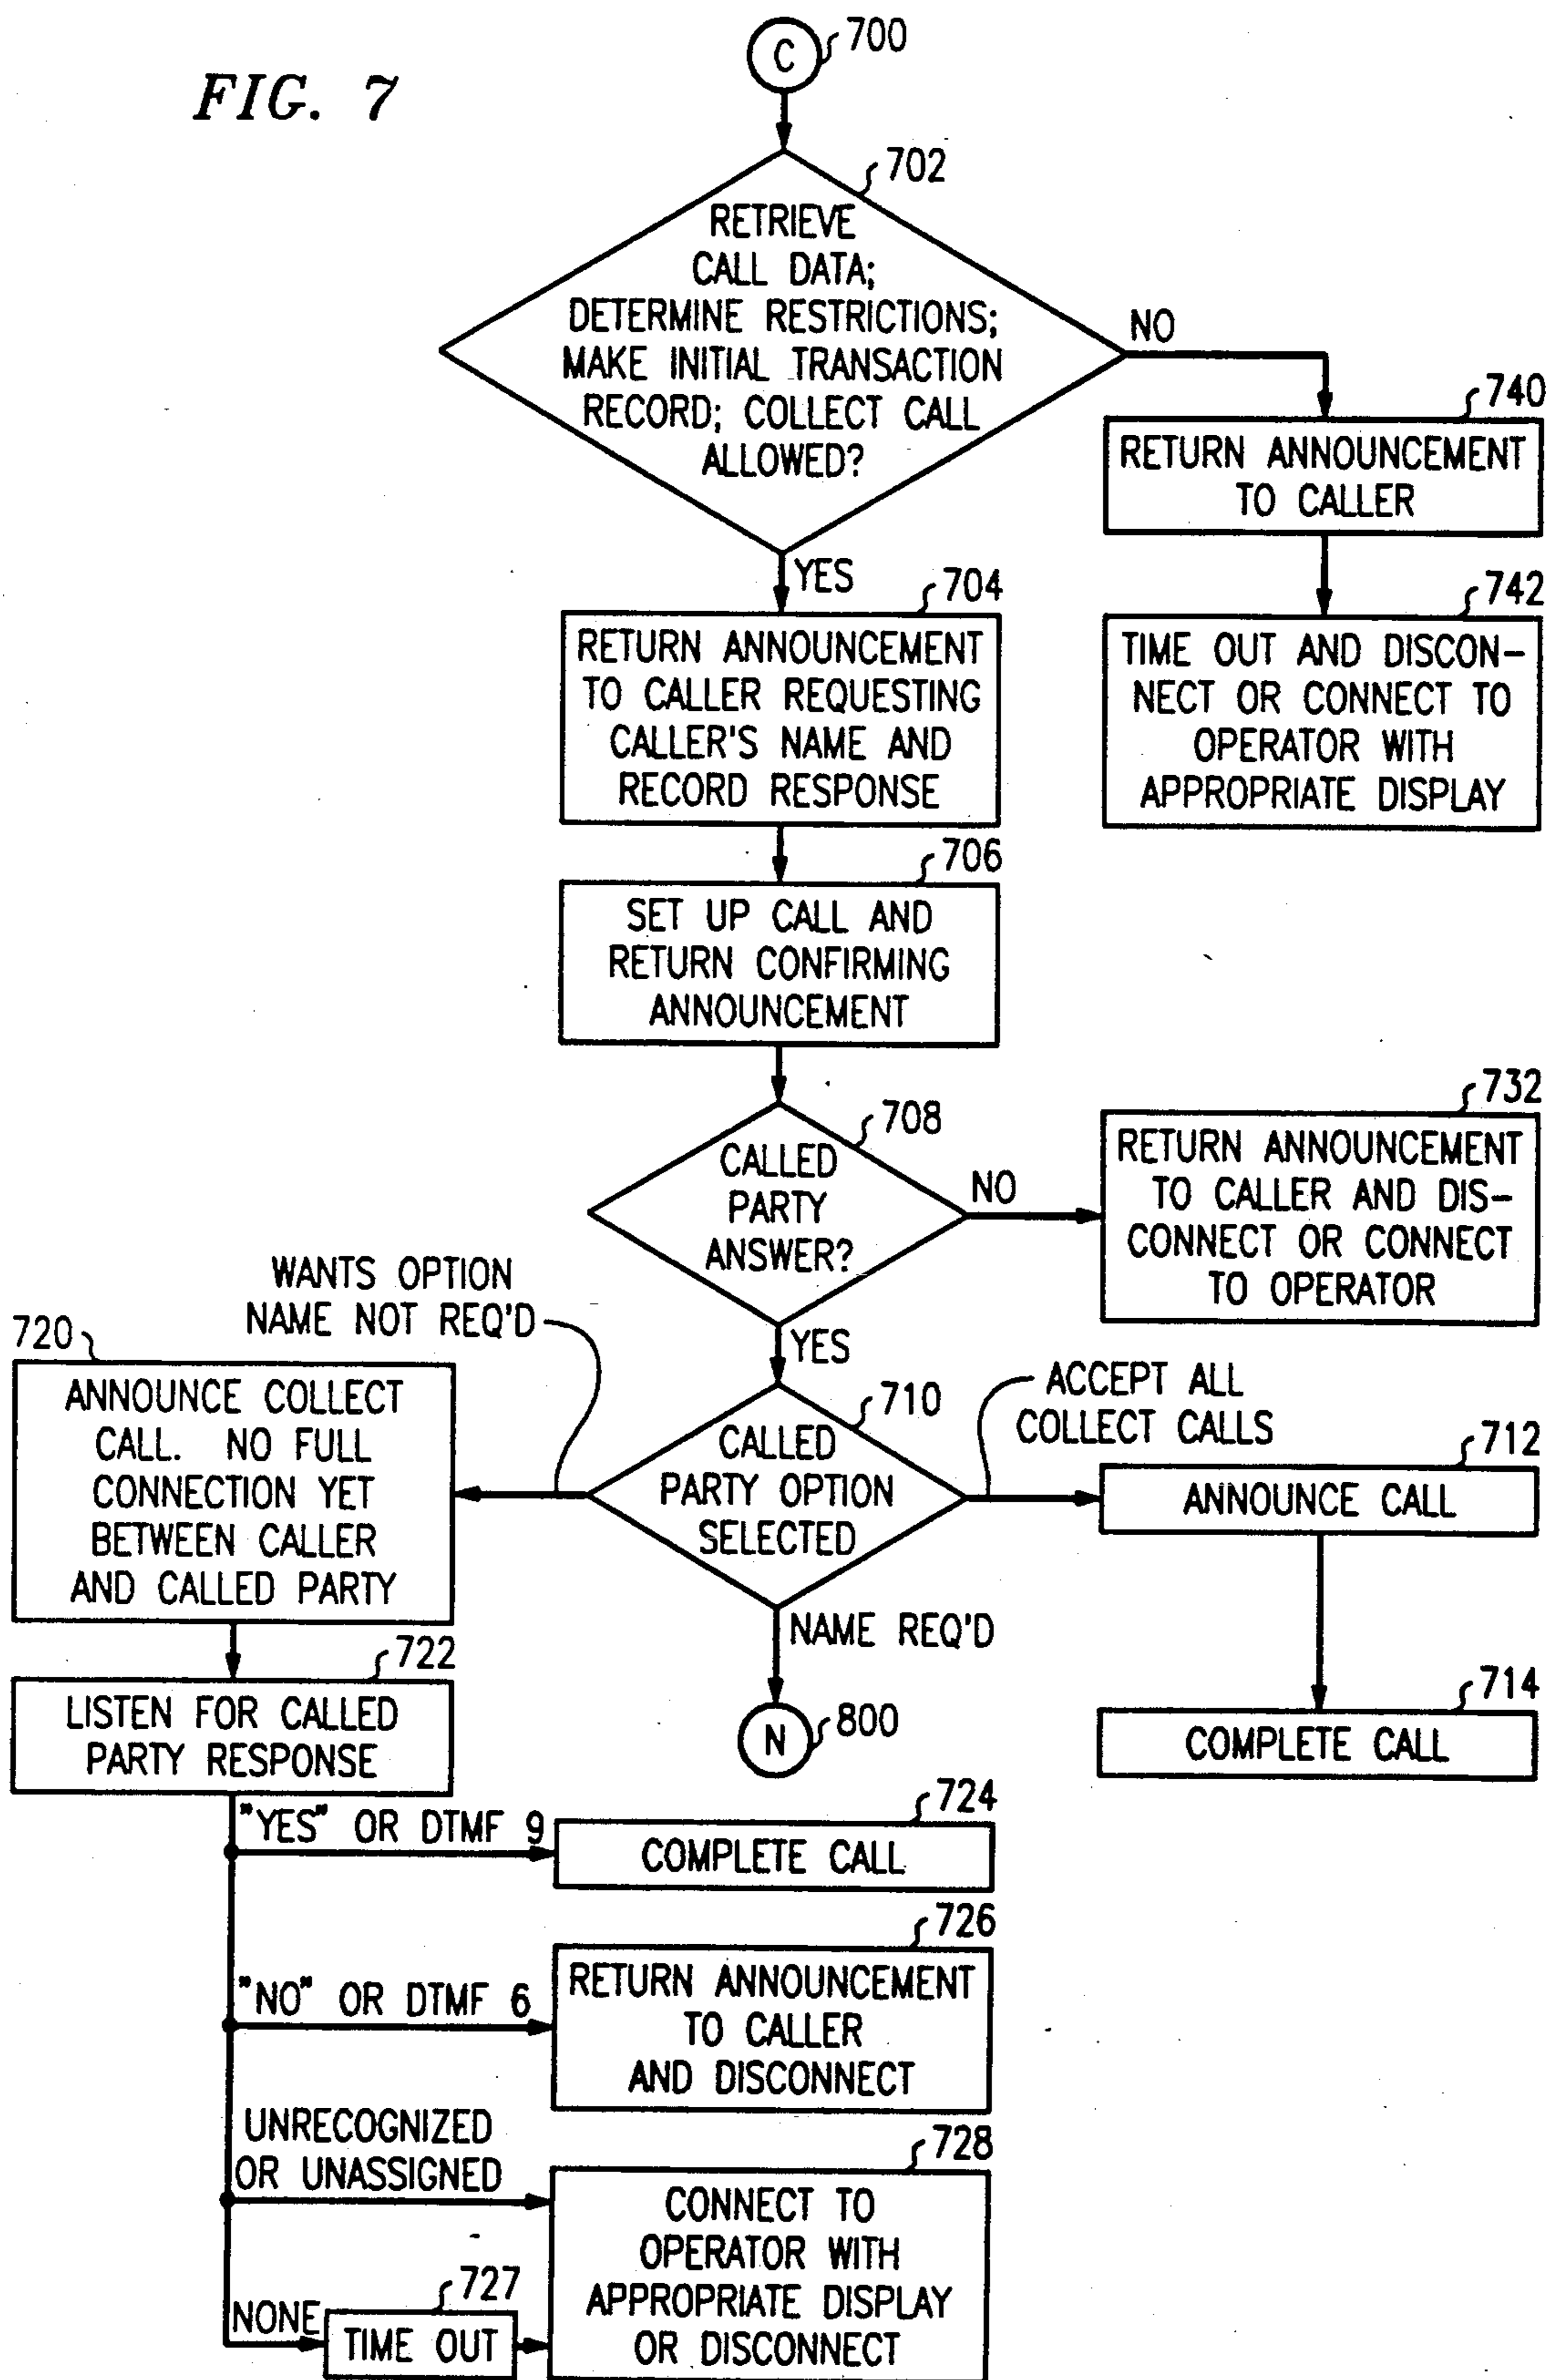 FIG. 7
C
700
702
RETRIEVE
CALL DATA;
DETERMINE RESTRICTIONS;
MAKE INITIAL TRANSACTION
RECORD; COLLECT CALL
ALLOWED?
NO
740
RETURN ANNOUNCEMENT
TO CALLER
742
TIME OUT AND DISCON-
NECT OR CONNECT TO
OPERATOR WITH
APPROPRIATE DISPLAY
YES
704
RETURN ANNOUNCEMENT
TO CALLER REQUESTING
CALLER'S NAME AND
RECORD RESPONSE
706
SET UP CALL AND
RETURN CONFIRMING
ANNOUNCEMENT
708
CALLED
PARTY
ANSWER?
NO
732
RETURN ANNOUNCEMENT
TO CALLER AND DIS-
CONNECT OR CONNECT
TO OPERATOR
YES
WANTS OPTION
NAME NOT REQ'D
710
CALLED
PARTY OPTION
SELECTED
ACCEPT ALL
COLLECT CALLS
712
ANNOUNCE CALL
714
COMPLETE CALL
NAME REQ'D
N
800
720
ANNOUNCE COLLECT
CALL. NO FULL
CONNECTION YET
BETWEEN CALLER
AND CALLED PARTY
722
LISTEN FOR CALLED
PARTY RESPONSE
"YES" OR DTMF 9
724
COMPLETE CALL
"NO" OR DTMF 6
726
RETURN ANNOUNCEMENT
TO CALLER
AND DISCONNECT
UNRECOGNIZED
OR UNASSIGNED
728
CONNECT TO
OPERATOR WITH
APPROPRIATE DISPLAY
OR DISCONNECT
NONE
727
TIME OUT